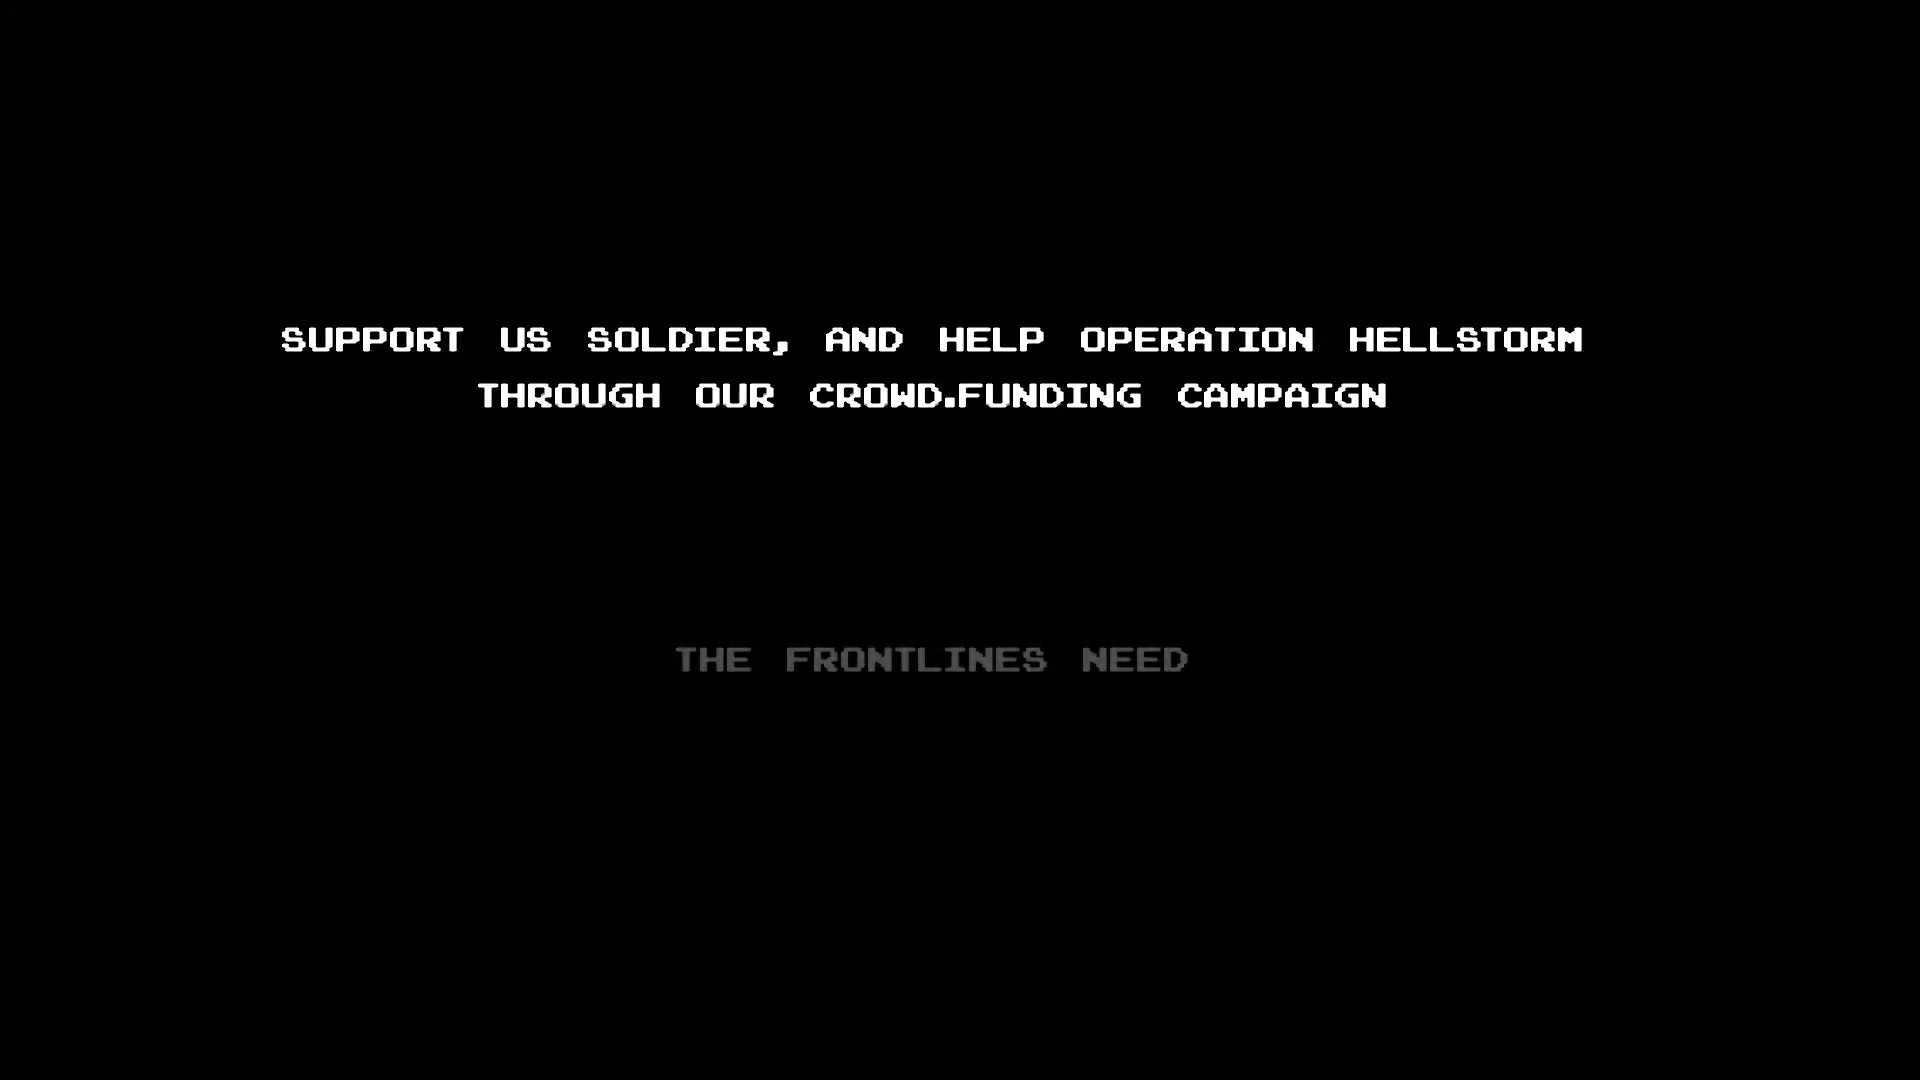 SUPPORT US SOLDIER, AND HELP OPERATION HELLSTORM
THROUGH OUR CROWD.FUNDING CAMPAIGN
THE FRONTLINES NEED